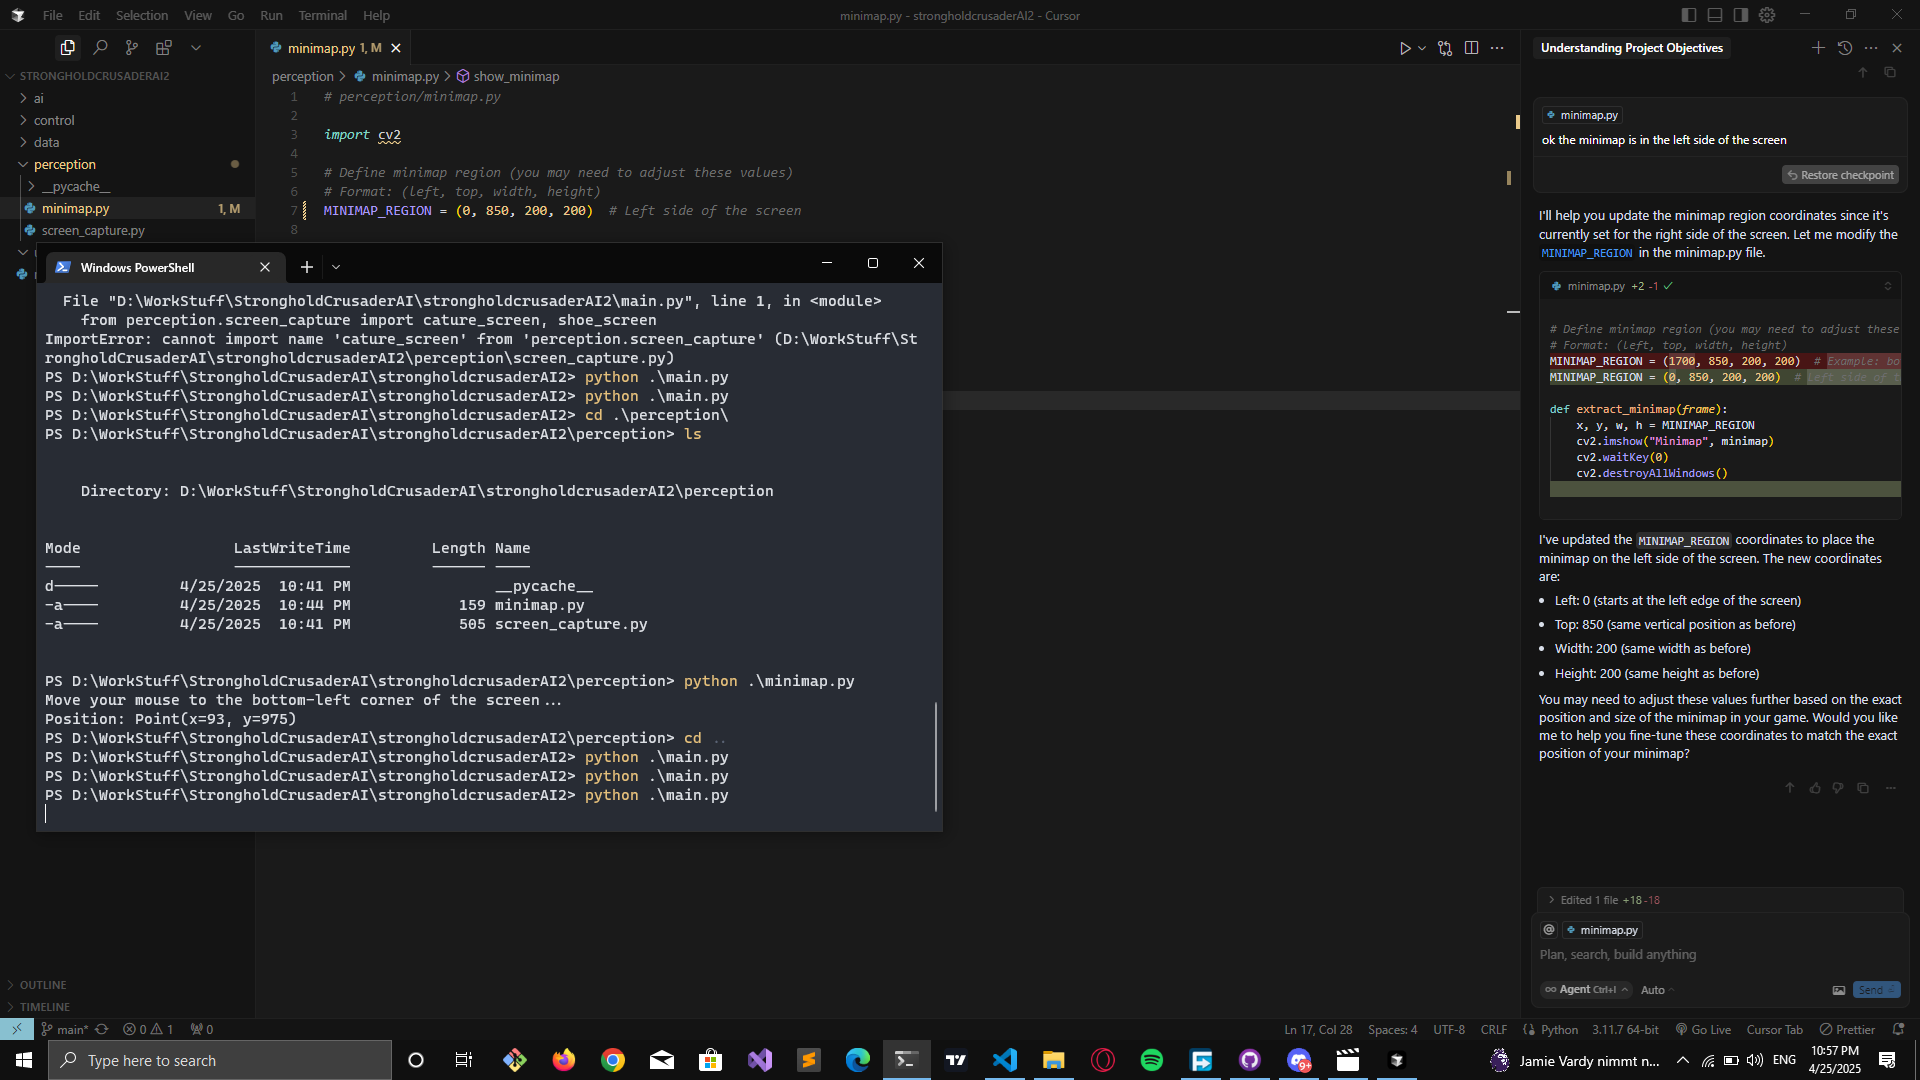 File Edit Selection View Go Run Terminal Help
minimap.py - strongholdcrusaderAI2 - Cursor
STRONGHOLDCRUSADERAI2
ai
control
data
perception
__pycache__
minimap.py 1, M
screen_capture.py
OUTLINE
TIMELINE
minimap.py 1, M
perception > minimap.py > show_minimap
1 # perception/minimap.py
2
3 import cv2
4
5 # Define minimap region (you may need to adjust these values)
6 # Format: (left, top, width, height)
7 MINIMAP_REGION = (0, 850, 200, 200) # Left side of the screen
8
Windows PowerShell
File "D:\WorkStuff\StrongholdCrusaderAI\strongholdcrusaderAI2\main.py", line 1, in <module>
from perception.screen_capture import cature_screen, shoe_screen
ImportError: cannot import name 'cature_screen' from 'perception.screen_capture' (D:\WorkStuff\St
rongholdCrusaderAI\strongholdcrusaderAI2\perception\screen_capture.py)
PS D:\WorkStuff\StrongholdCrusaderAI\strongholdcrusaderAI2> python .\main.py
PS D:\WorkStuff\StrongholdCrusaderAI\strongholdcrusaderAI2> python .\main.py
PS D:\WorkStuff\StrongholdCrusaderAI\strongholdcrusaderAI2> cd .\perception\
PS D:\WorkStuff\StrongholdCrusaderAI\strongholdcrusaderAI2\perception> ls
Directory: D:\WorkStuff\StrongholdCrusaderAI\strongholdcrusaderAI2\perception
Mode LastWriteTime Length Name
---- ------------- ------ ----
d----- 4/25/2025 10:41 PM __pycache__
-a---- 4/25/2025 10:44 PM 159 minimap.py
-a---- 4/25/2025 10:41 PM 505 screen_capture.py
PS D:\WorkStuff\StrongholdCrusaderAI\strongholdcrusaderAI2\perception> python .\minimap.py
Move your mouse to the bottom-left corner of the screen...
Position: Point(x=93, y=975)
PS D:\WorkStuff\StrongholdCrusaderAI\strongholdcrusaderAI2\perception> cd ..
PS D:\WorkStuff\StrongholdCrusaderAI\strongholdcrusaderAI2> python .\main.py
PS D:\WorkStuff\StrongholdCrusaderAI\strongholdcrusaderAI2> python .\main.py
PS D:\WorkStuff\StrongholdCrusaderAI\strongholdcrusaderAI2> python .\main.py
Understanding Project Objectives
minimap.py
ok the minimap is in the left side of the screen
Restore checkpoint
I'll help you update the minimap region coordinates since it's
currently set for the right side of the screen. Let me modify the
MINIMAP_REGION in the minimap.py file.
minimap.py +2 -1
# Define minimap region (you may need to adjust these
# Format: (left, top, width, height)
MINIMAP_REGION = (1700, 850, 200, 200) # Example: bo
MINIMAP_REGION = (0, 850, 200, 200) # Left side of t
def extract_minimap(frame):
x, y, w, h = MINIMAP_REGION
cv2.imshow("Minimap", minimap)
cv2.waitKey(0)
cv2.destroyAllWindows()
I've updated the MINIMAP_REGION coordinates to place the
minimap on the left side of the screen. The new coordinates
are:
• Left: 0 (starts at the left edge of the screen)
• Top: 850 (same vertical position as before)
• Width: 200 (same width as before)
• Height: 200 (same height as before)
You may need to adjust these values further based on the exact
position and size of the minimap in your game. Would you like
me to help you fine-tune these coordinates to match the exact
position of your minimap?
Edited 1 file +18 -18
@ minimap.py
Plan, search, build anything
Agent Ctrl+I Auto Send
main* 0 1 0
Ln 17, Col 28 Spaces: 4 UTF-8 CRLF Python 3.11.7 64-bit Go Live Cursor Tab Prettier
Type here to search
9+
Jamie Vardy nimmt n...
ENG
10:57 PM
4/25/2025